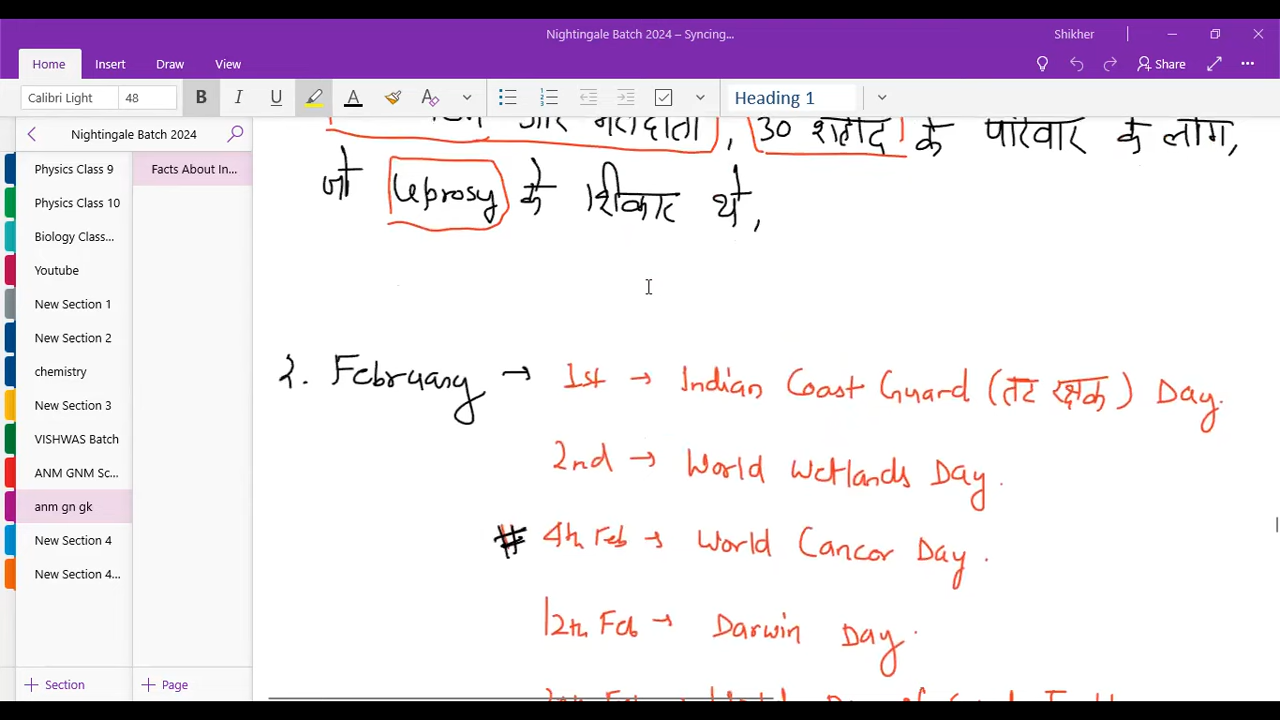 Nightingale Batch 2024 – Syncing...
Shikher
Home
Insert
Draw
View
Share
Calibri Light
48
B
I
U
A
Heading 1
Nightingale Batch 2024
Physics Class 9
Physics Class 10
Biology Class...
Youtube
New Section 1
New Section 2
chemistry
New Section 3
VISHWAS Batch
ANM GNM Sc...
anm gn gk
New Section 4
New Section 4...
Section
Facts About In...
Page
और मतदाता, 30 शहीद के परिवार के लोग,
जो Leprosy के शिकार थे,
2. February → 1st → Indian Coast Guard (तट रक्षक) Day.
2nd → World Wetlands Day.
# 4th Feb → World Cancor Day.
12th Feb → Darwin Day.